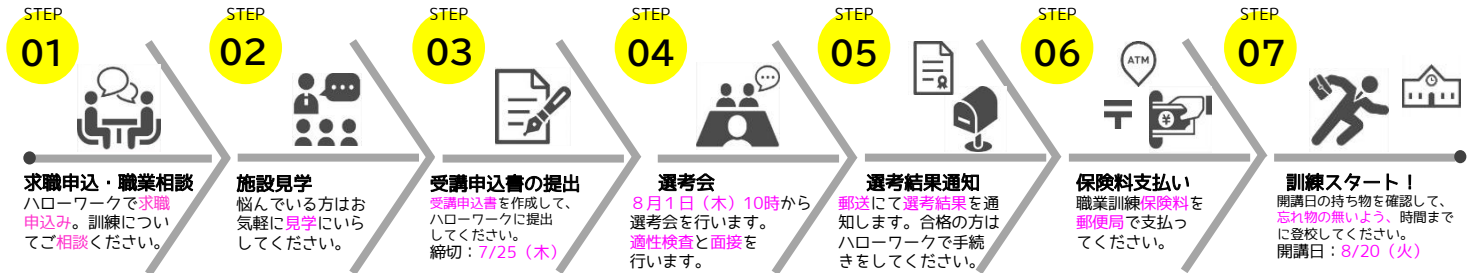 STEP
01
求職申込・職業相談
ハローワークで求職
申込み。訓練につい
てご相談ください。
STEP
02
施設見学
悩んでいる方はお
気軽に見学にいら
してください。
STEP
03
受講申込書の提出
受講申込書を作成して、
ハローワークに提出
してください。
締切：7/25（木）
STEP
04
選考会
８月１日（木）10時から
選考会を行います。
適性検査と面接を
行います。
STEP
05
選考結果通知
郵送にて選考結果を通
知します。合格の方は
ハローワークで手続
きをしてください。
STEP
06
ATM
〒
¥
保険料支払い
職業訓練保険料を
郵便局で支払っ
てください。
STEP
07
訓練スタート！
開講日の持ち物を確認して、
忘れ物の無いよう、時間まで
に登校してください。
開講日：8/20（火）